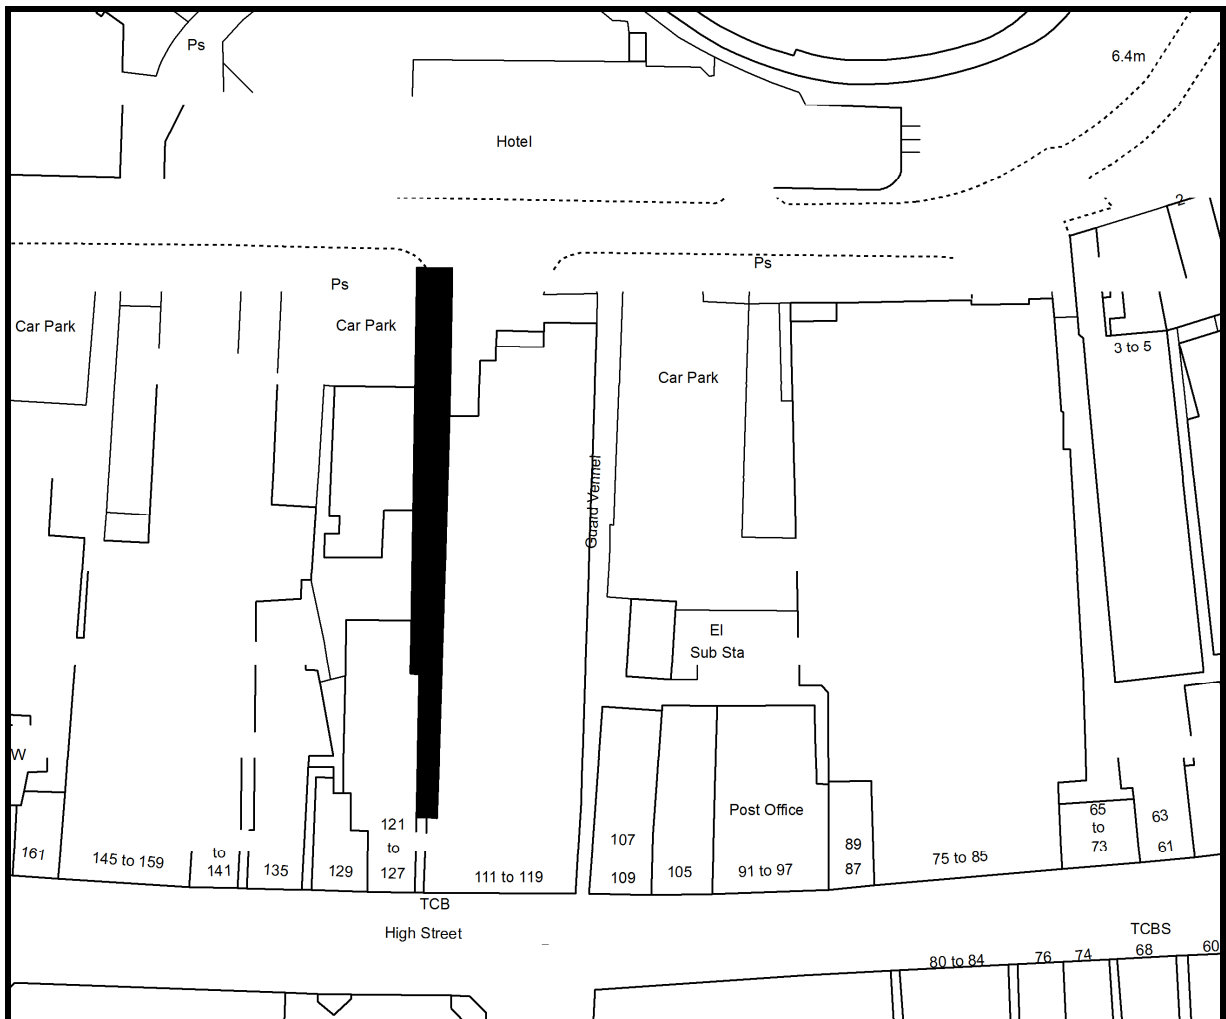 Ps
6.4m
Hotel
2
Ps
Ps
Car Park
Car Park
3 to 5
Car Park
Guard Vennel
El
Sub Sta
W
65
to
73
63
61
Post Office
121
to
127
107
109
89
87
161
145 to 159
to
141
135
129
111 to 119
105
91 to 97
75 to 85
TCB
High Street
TCBS
80 to 84
76
74
68
60